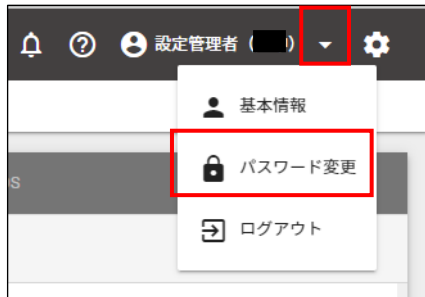 設定管理者（　）
基本情報
パスワード変更
ログアウト